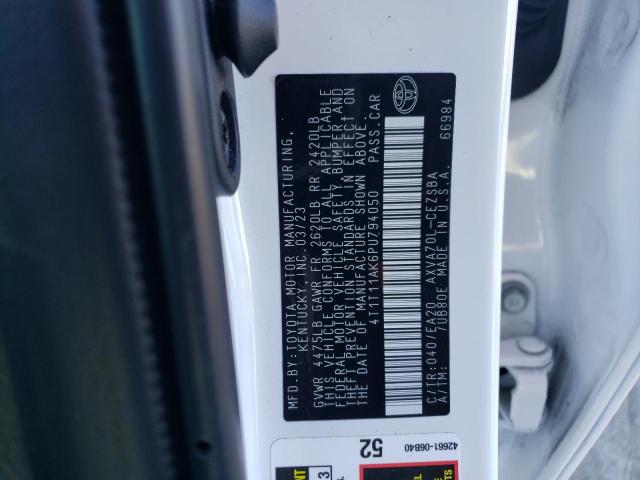 MFD.BY:TOYOTA MOTOR MANUFACTURING,
KENTUCKY, INC. 03/23
GVWR 4475LB GAWR FR 2620LB RR 2420LB
THIS VEHICLE CONFORMS TO ALL APPLICABLE
FEDERAL MOTOR VEHICLE SAFETY, BUMPER, AND
THEFT PREVENTION STANDARDS IN EFFECT ON
THE DATE OF MANUFACTURE SHOWN ABOVE.
4T1T11AK6PU794050 PASS.CAR
C/TR:040/EA20 AXVA70L-CEZSBA
A/TM: /UB80E MADE IN U.S.A. 66984
52
42661-06B40
3